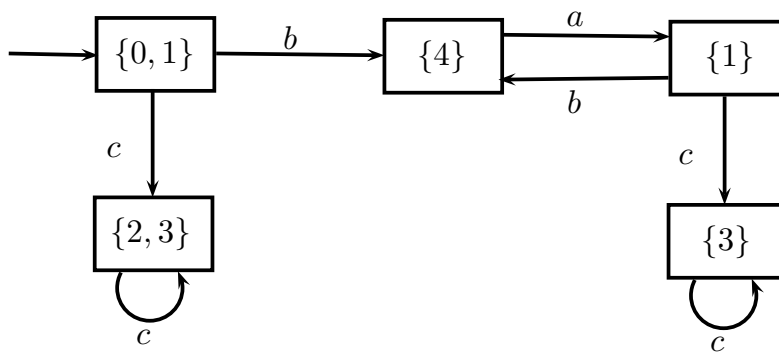 {0, 1} b {4} a {1}
b
c c
{2, 3} {3}
c c